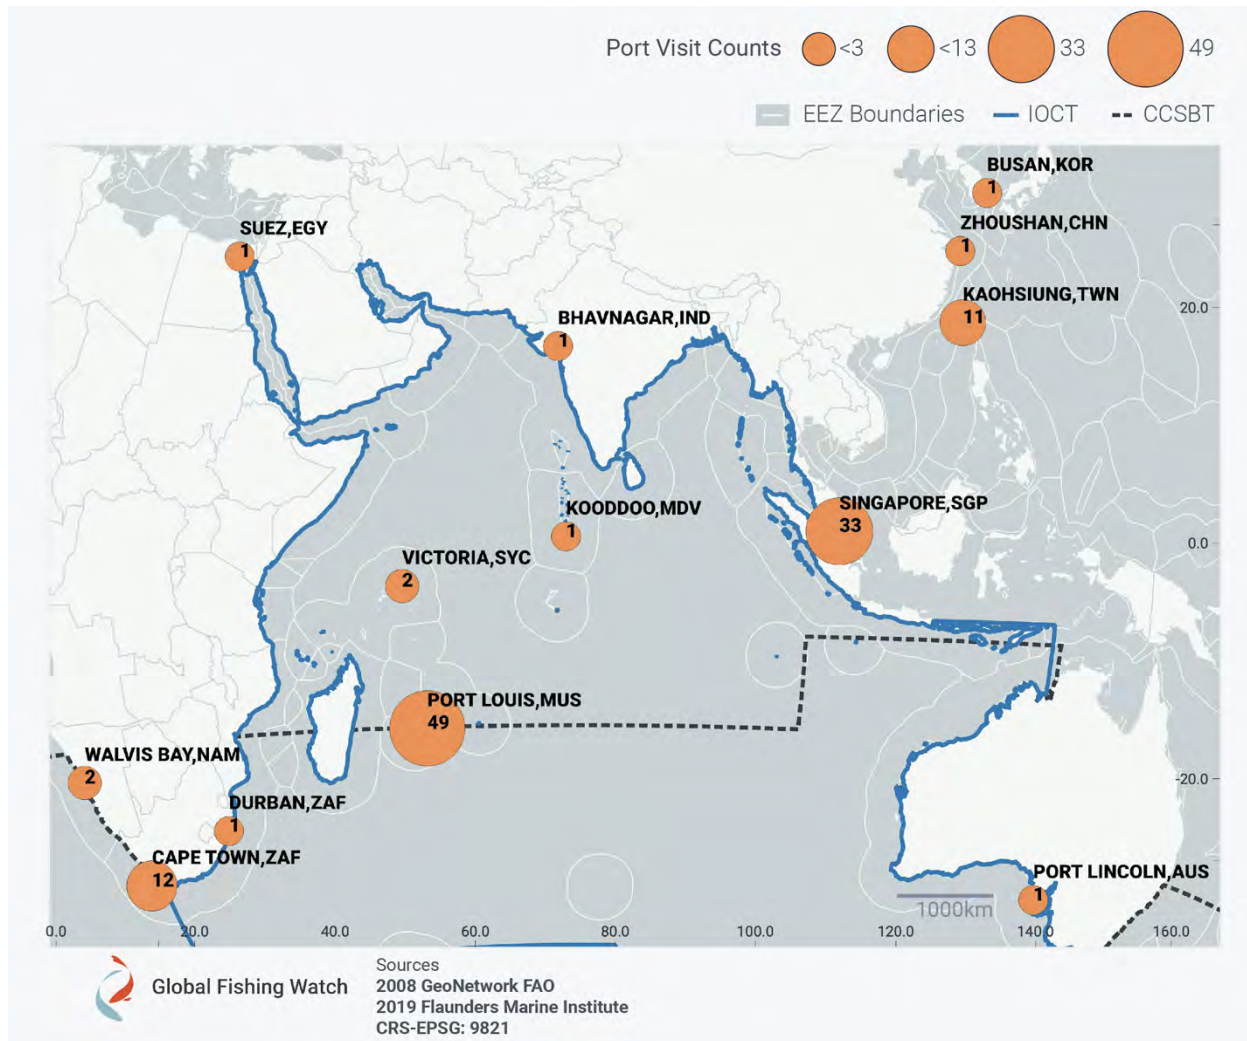 Port Visit Counts <3 <13 33 49
EEZ Boundaries IOCT CCSBT
BUSAN,KOR
1
ZHOUSHAN,CHN
1
SUEZ,EGY
1
KAOHSIUNG,TWN
11
20.0
BHAVNAGAR,IND
1
SINGAPORE,SGP
33
KOODDOO,MDV
1
0.0
VICTORIA,SYC
2
PORT LOUIS,MUS
49
WALVIS BAY,NAM
2
-20.0
DURBAN,ZAF
1
CAPE TOWN,ZAF
12
PORT LINCOLN,AUS
1
1000km
0.0 20.0 40.0 60.0 80.0 100.0 120.0 140.0 160.0
Global Fishing Watch
Sources
2008 GeoNetwork FAO
2019 Flaunders Marine Institute
CRS-EPSG: 9821